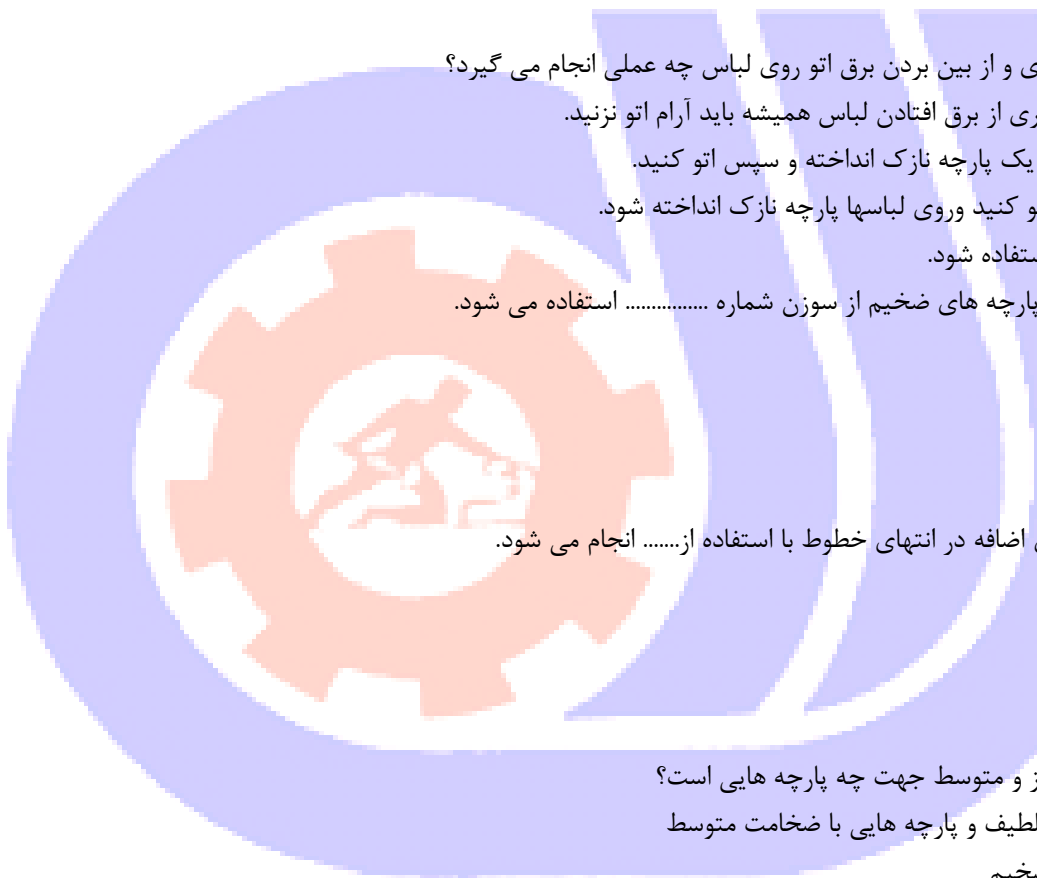 ی و از بین بردن برق اتو روی لباس چه عملی انجام می گیرد؟
ری از برق افتادن لباس همیشه باید آرام اتو نزنید.
یک پارچه نازک انداخته و سپس اتو کنید.
و کنید وروی لباسها پارچه نازک انداخته شود.
ستفاده شود.
پارچه های ضخیم از سوزن شماره ............... استفاده می شود.
اضافه در انتهای خطوط با استفاده از....... انجام می شود.
ز و متوسط جهت چه پارچه هایی است؟
لطیف و پارچه هایی با ضخامت متوسط